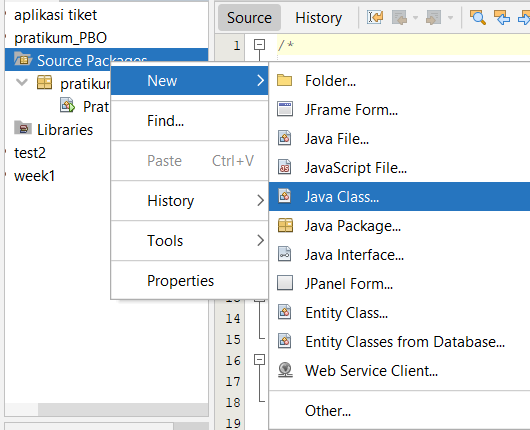 aplikasi tiket
pratikum_PBO
Source Packages
pratikum
Prat
Libraries
test2
week1
New
Find...
Paste Ctrl+V
History
Tools
Properties
Source History
1 /*
Folder...
JFrame Form...
Java File...
JavaScript File...
Java Class...
Java Package...
Java Interface...
JPanel Form...
Entity Class...
Entity Classes from Database...
Web Service Client...
Other...
14
15
16
17
18
19